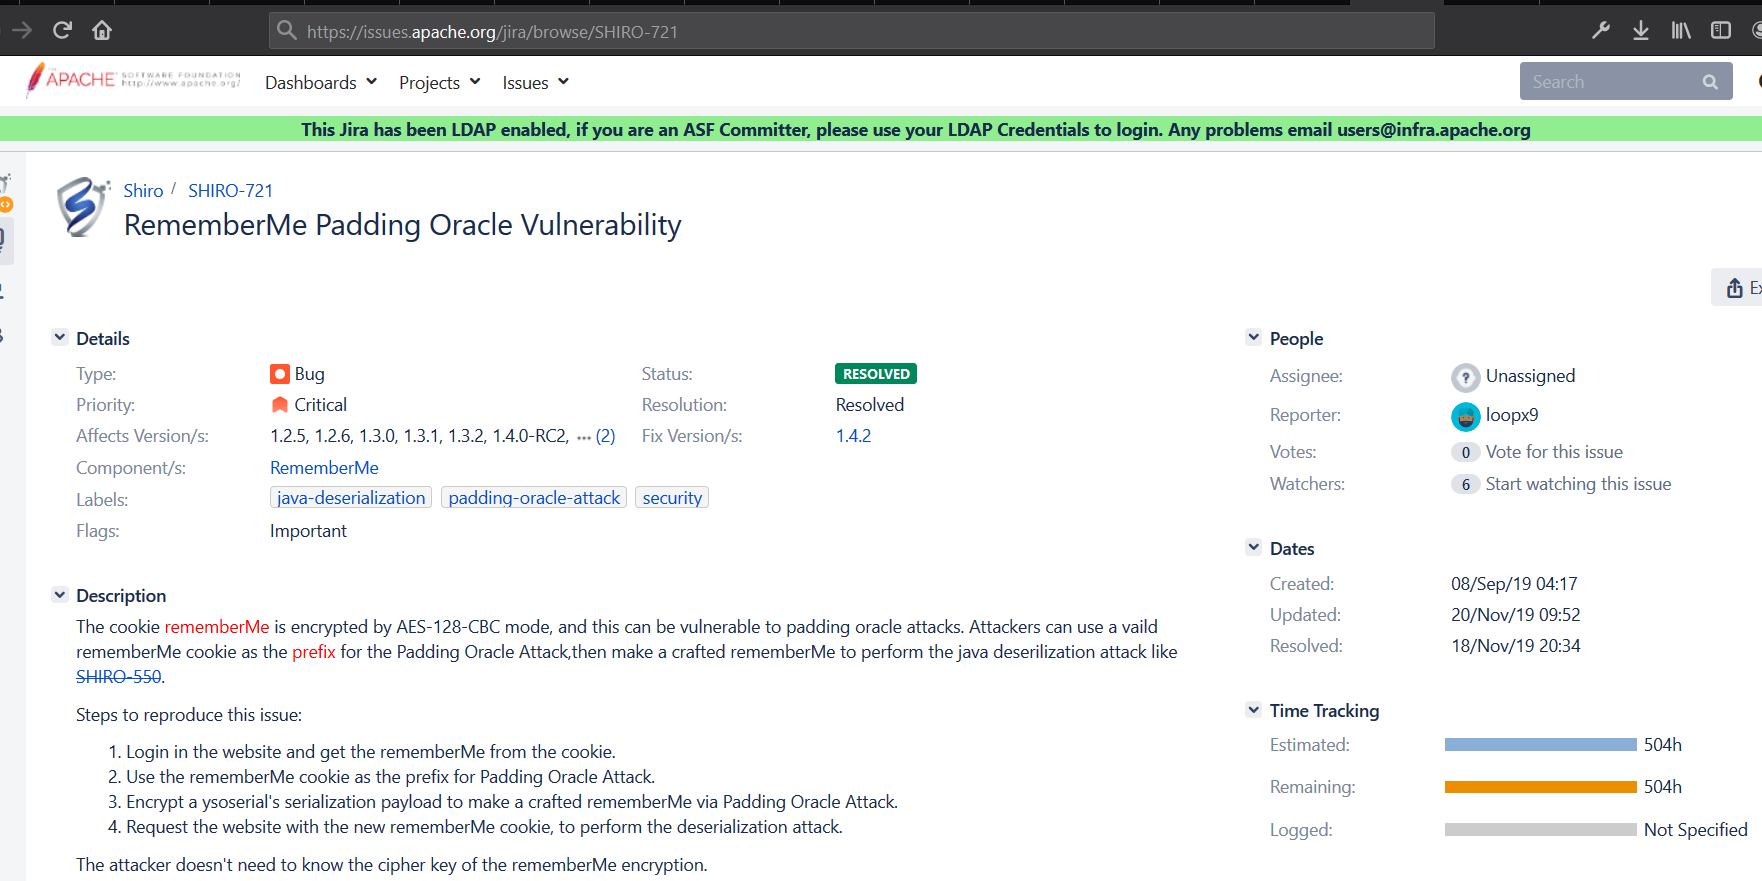 https://issues.apache.org/jira/browse/SHIRO-721
THE APACHE SOFTWARE FOUNDATION http://www.apache.org/ Dashboards Projects Issues Search
This Jira has been LDAP enabled, if you are an ASF Committer, please use your LDAP Credentials to login. Any problems email users@infra.apache.org
Shiro / SHIRO-721
RememberMe Padding Oracle Vulnerability
Details
Type: Bug Status: RESOLVED
Priority: Critical Resolution: Resolved
Affects Version/s: 1.2.5, 1.2.6, 1.3.0, 1.3.1, 1.3.2, 1.4.0-RC2, ... (2) Fix Version/s: 1.4.2
Component/s: RememberMe
Labels: java-deserialization padding-oracle-attack security
Flags: Important
Description
The cookie rememberMe is encrypted by AES-128-CBC mode, and this can be vulnerable to padding oracle attacks. Attackers can use a vaild
rememberMe cookie as the prefix for the Padding Oracle Attack,then make a crafted rememberMe to perform the java deserilization attack like
SHIRO-550.
Steps to reproduce this issue:
1. Login in the website and get the rememberMe from the cookie.
2. Use the rememberMe cookie as the prefix for Padding Oracle Attack.
3. Encrypt a ysoserial's serialization payload to make a crafted rememberMe via Padding Oracle Attack.
4. Request the website with the new rememberMe cookie, to perform the deserialization attack.
The attacker doesn't need to know the cipher key of the rememberMe encryption.
People
Assignee: Unassigned
Reporter: loopx9
Votes: 0 Vote for this issue
Watchers: 6 Start watching this issue
Dates
Created: 08/Sep/19 04:17
Updated: 20/Nov/19 09:52
Resolved: 18/Nov/19 20:34
Time Tracking
Estimated: 504h
Remaining: 504h
Logged: Not Specified